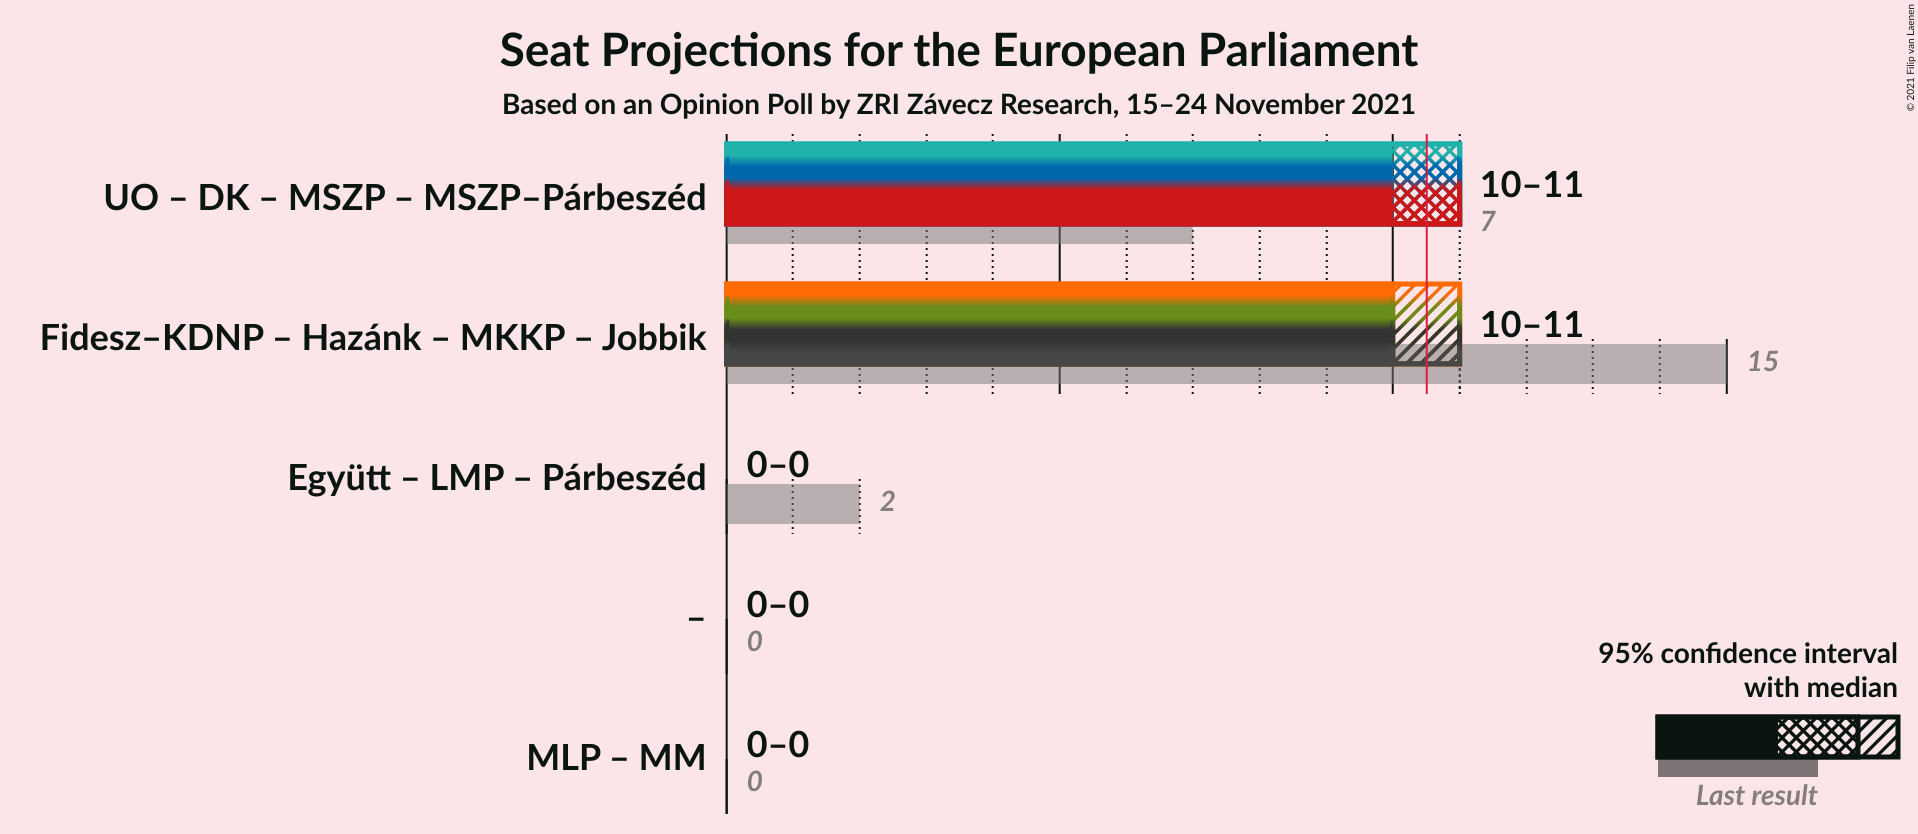 Seat Projections for the European Parliament
Based on an Opinion Poll by ZRI Závecz Research, 15–24 November 2021
© 2021 Filip van Laenen
UO – DK – MSZP – MSZP–Párbeszéd
10–11
7
Fidesz–KDNP – Hazánk – MKKP – Jobbik
10–11
15
Együtt – LMP – Párbeszéd
0–0
2
–
0–0
0
MLP – MM
0–0
0
95% confidence interval
with median
Last result